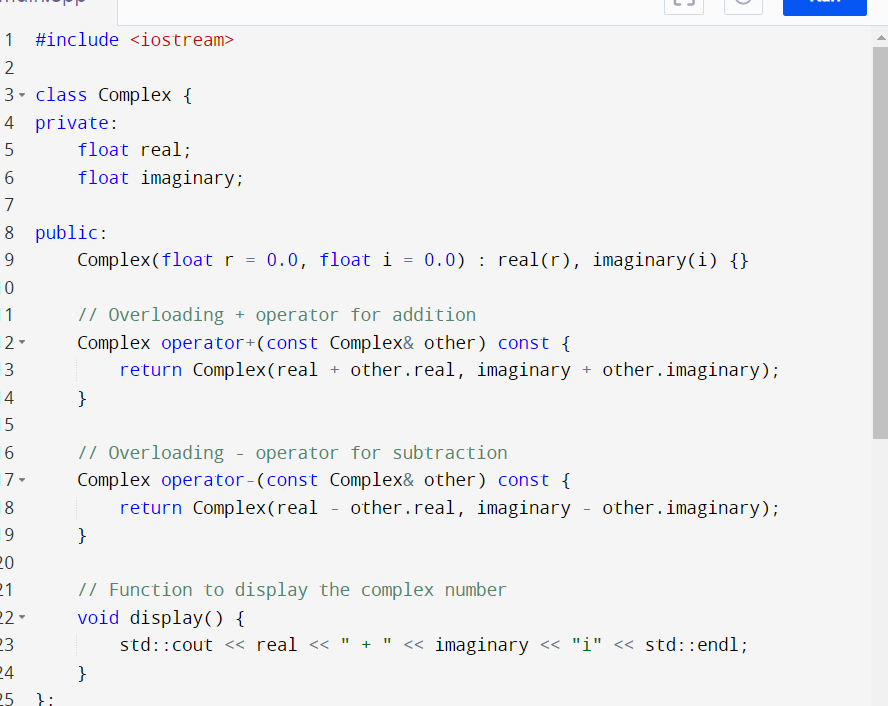 1 #include <iostream>
2
3 class Complex {
4 private:
5     float real;
6     float imaginary;
7
8 public:
9     Complex(float r = 0.0, float i = 0.0) : real(r), imaginary(i) {}
0
1     // Overloading + operator for addition
2     Complex operator+(const Complex& other) const {
3         return Complex(real + other.real, imaginary + other.imaginary);
4     }
5
6     // Overloading - operator for subtraction
7     Complex operator-(const Complex& other) const {
8         return Complex(real - other.real, imaginary - other.imaginary);
9     }
20
21     // Function to display the complex number
22     void display() {
23         std::cout << real << " + " << imaginary << "i" << std::endl;
24     }
25 };